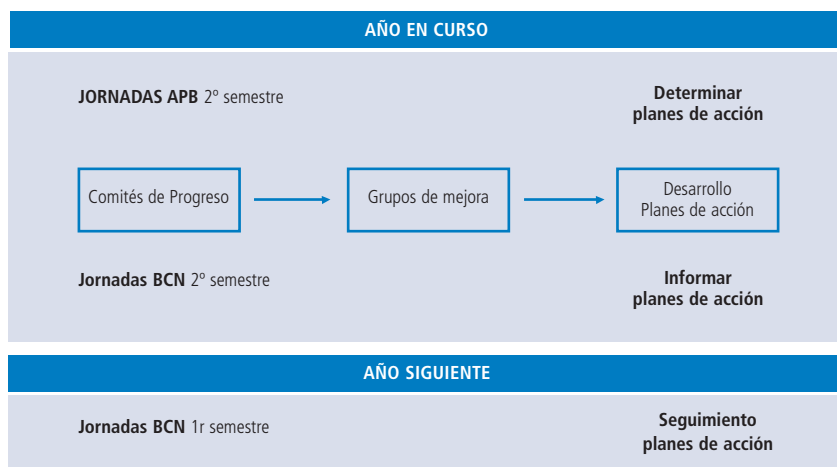 AÑO EN CURSO
JORNADAS APB 2º semestre
Determinar
planes de acción
Comités de Progreso
Grupos de mejora
Desarrollo
Planes de acción
Jornadas BCN 2º semestre
Informar
planes de acción
AÑO SIGUIENTE
Jornadas BCN 1r semestre
Seguimiento
planes de acción